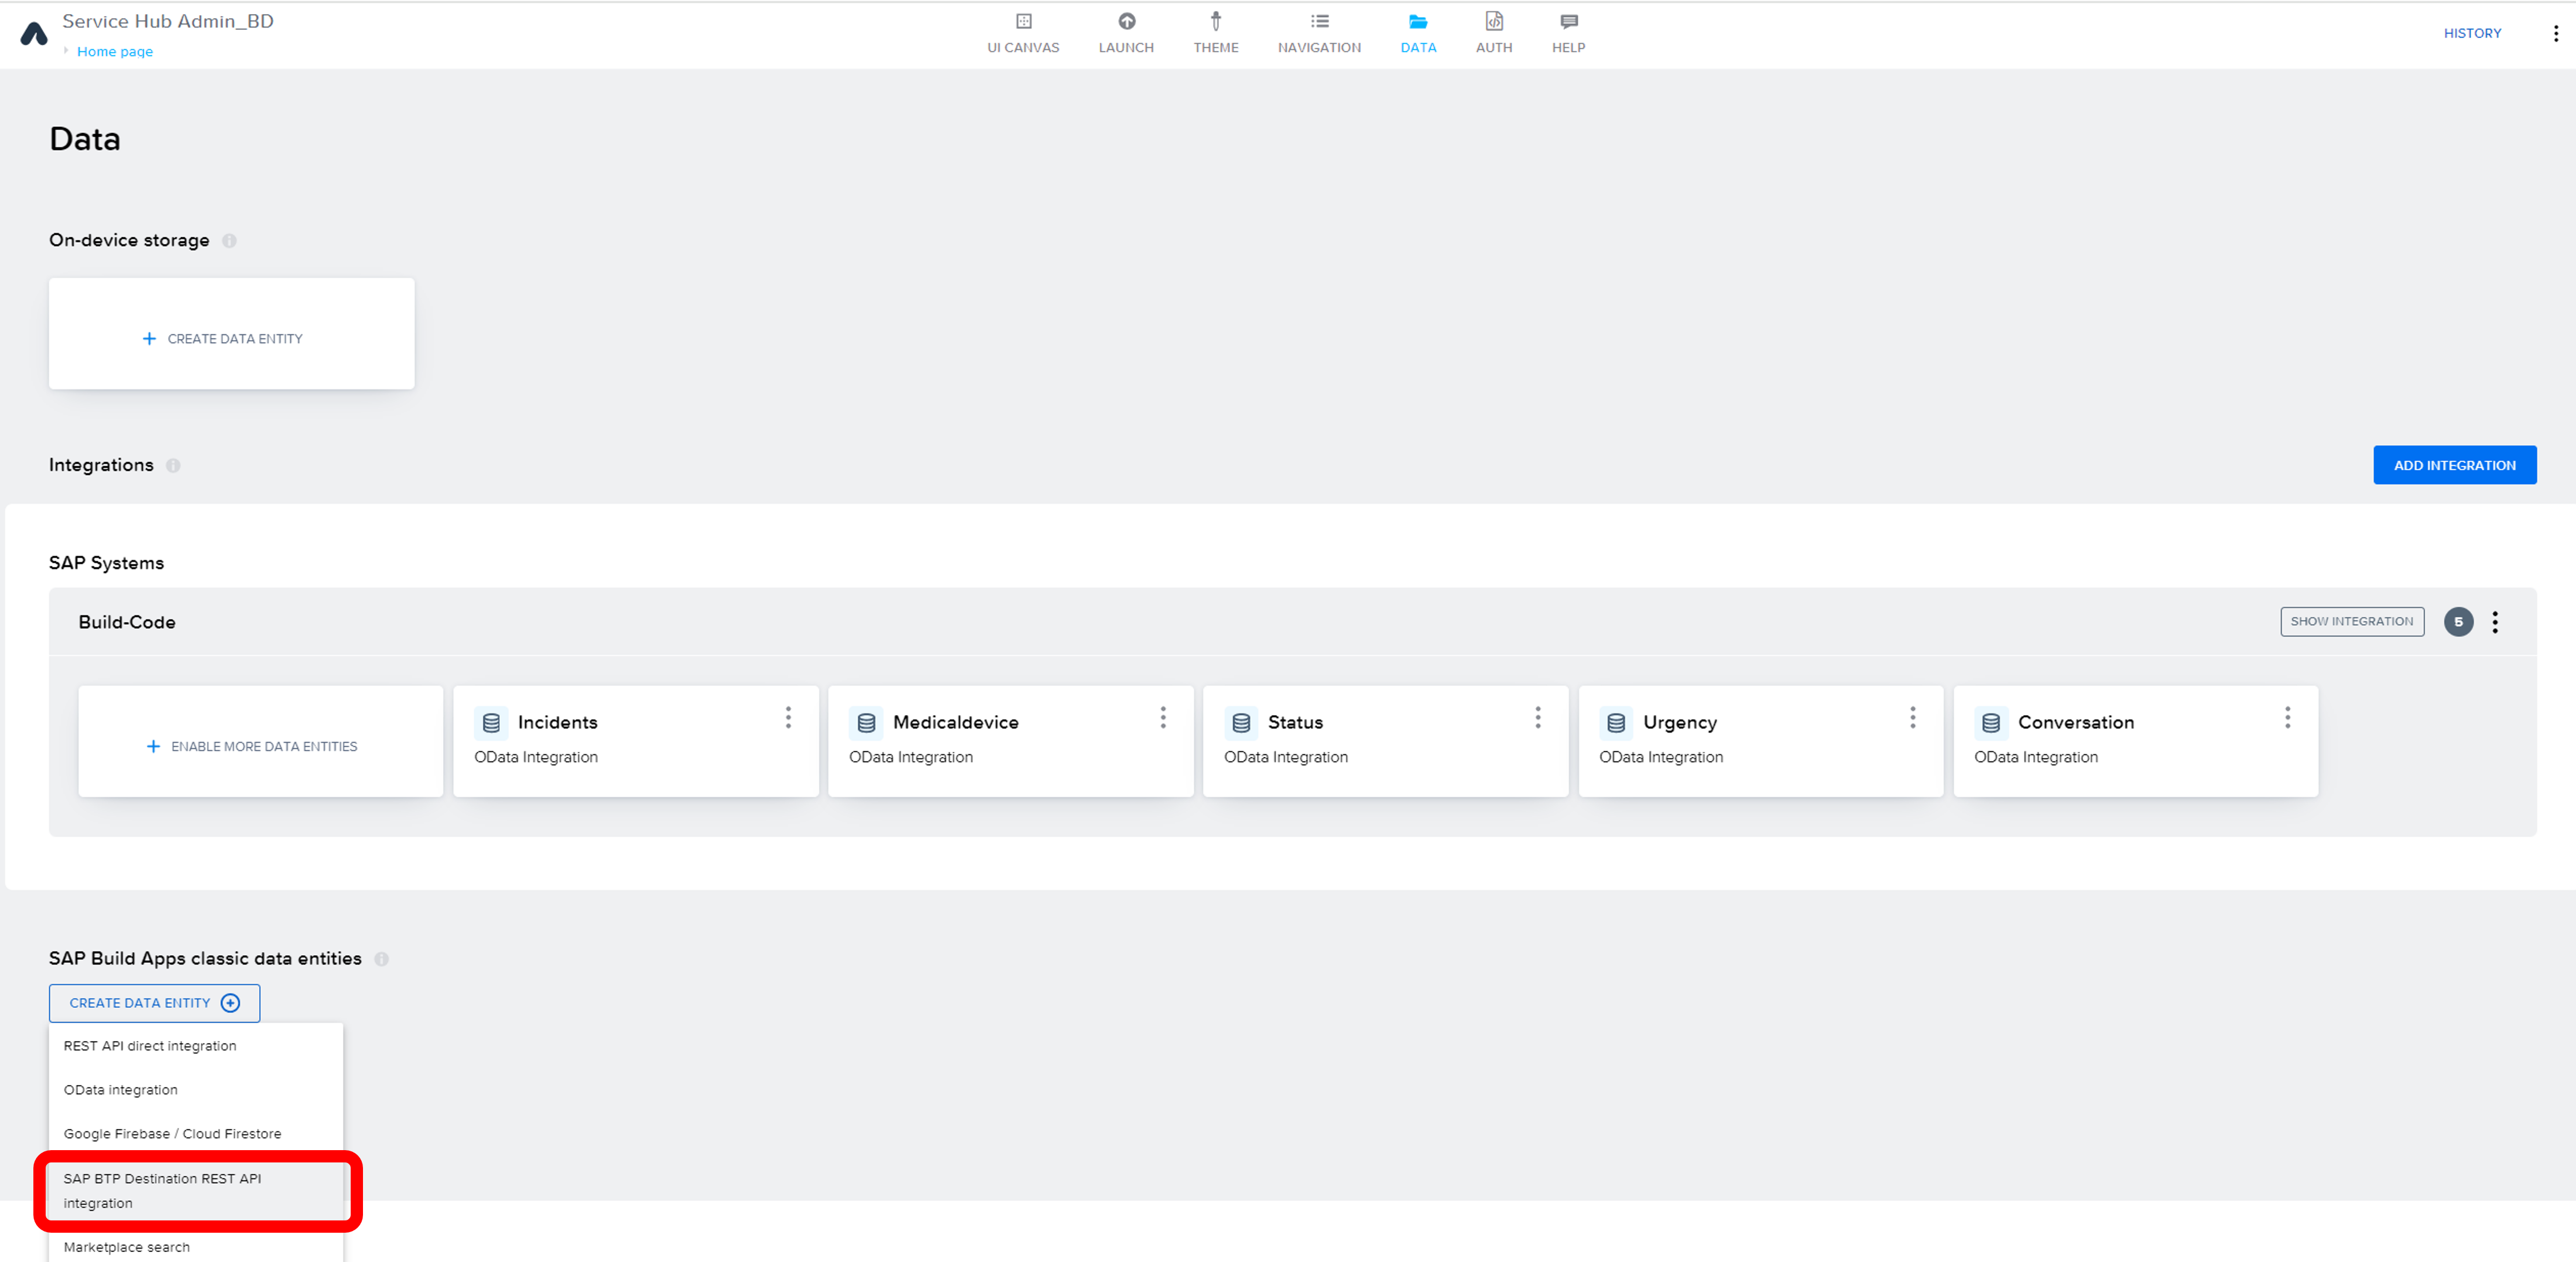 Service Hub Admin_BD
Home page
UI CANVAS
LAUNCH
THEME
NAVIGATION
DATA
AUTH
HELP
HISTORY
Data
On-device storage
CREATE DATA ENTITY
Integrations
ADD INTEGRATION
SAP Systems
Build-Code
SHOW INTEGRATION
5
ENABLE MORE DATA ENTITIES
Incidents
OData Integration
Medicaldevice
OData Integration
Status
OData Integration
Urgency
OData Integration
Conversation
OData Integration
SAP Build Apps classic data entities
CREATE DATA ENTITY
REST API direct integration
OData integration
Google Firebase / Cloud Firestore
SAP BTP Destination REST API
integration
Marketplace search